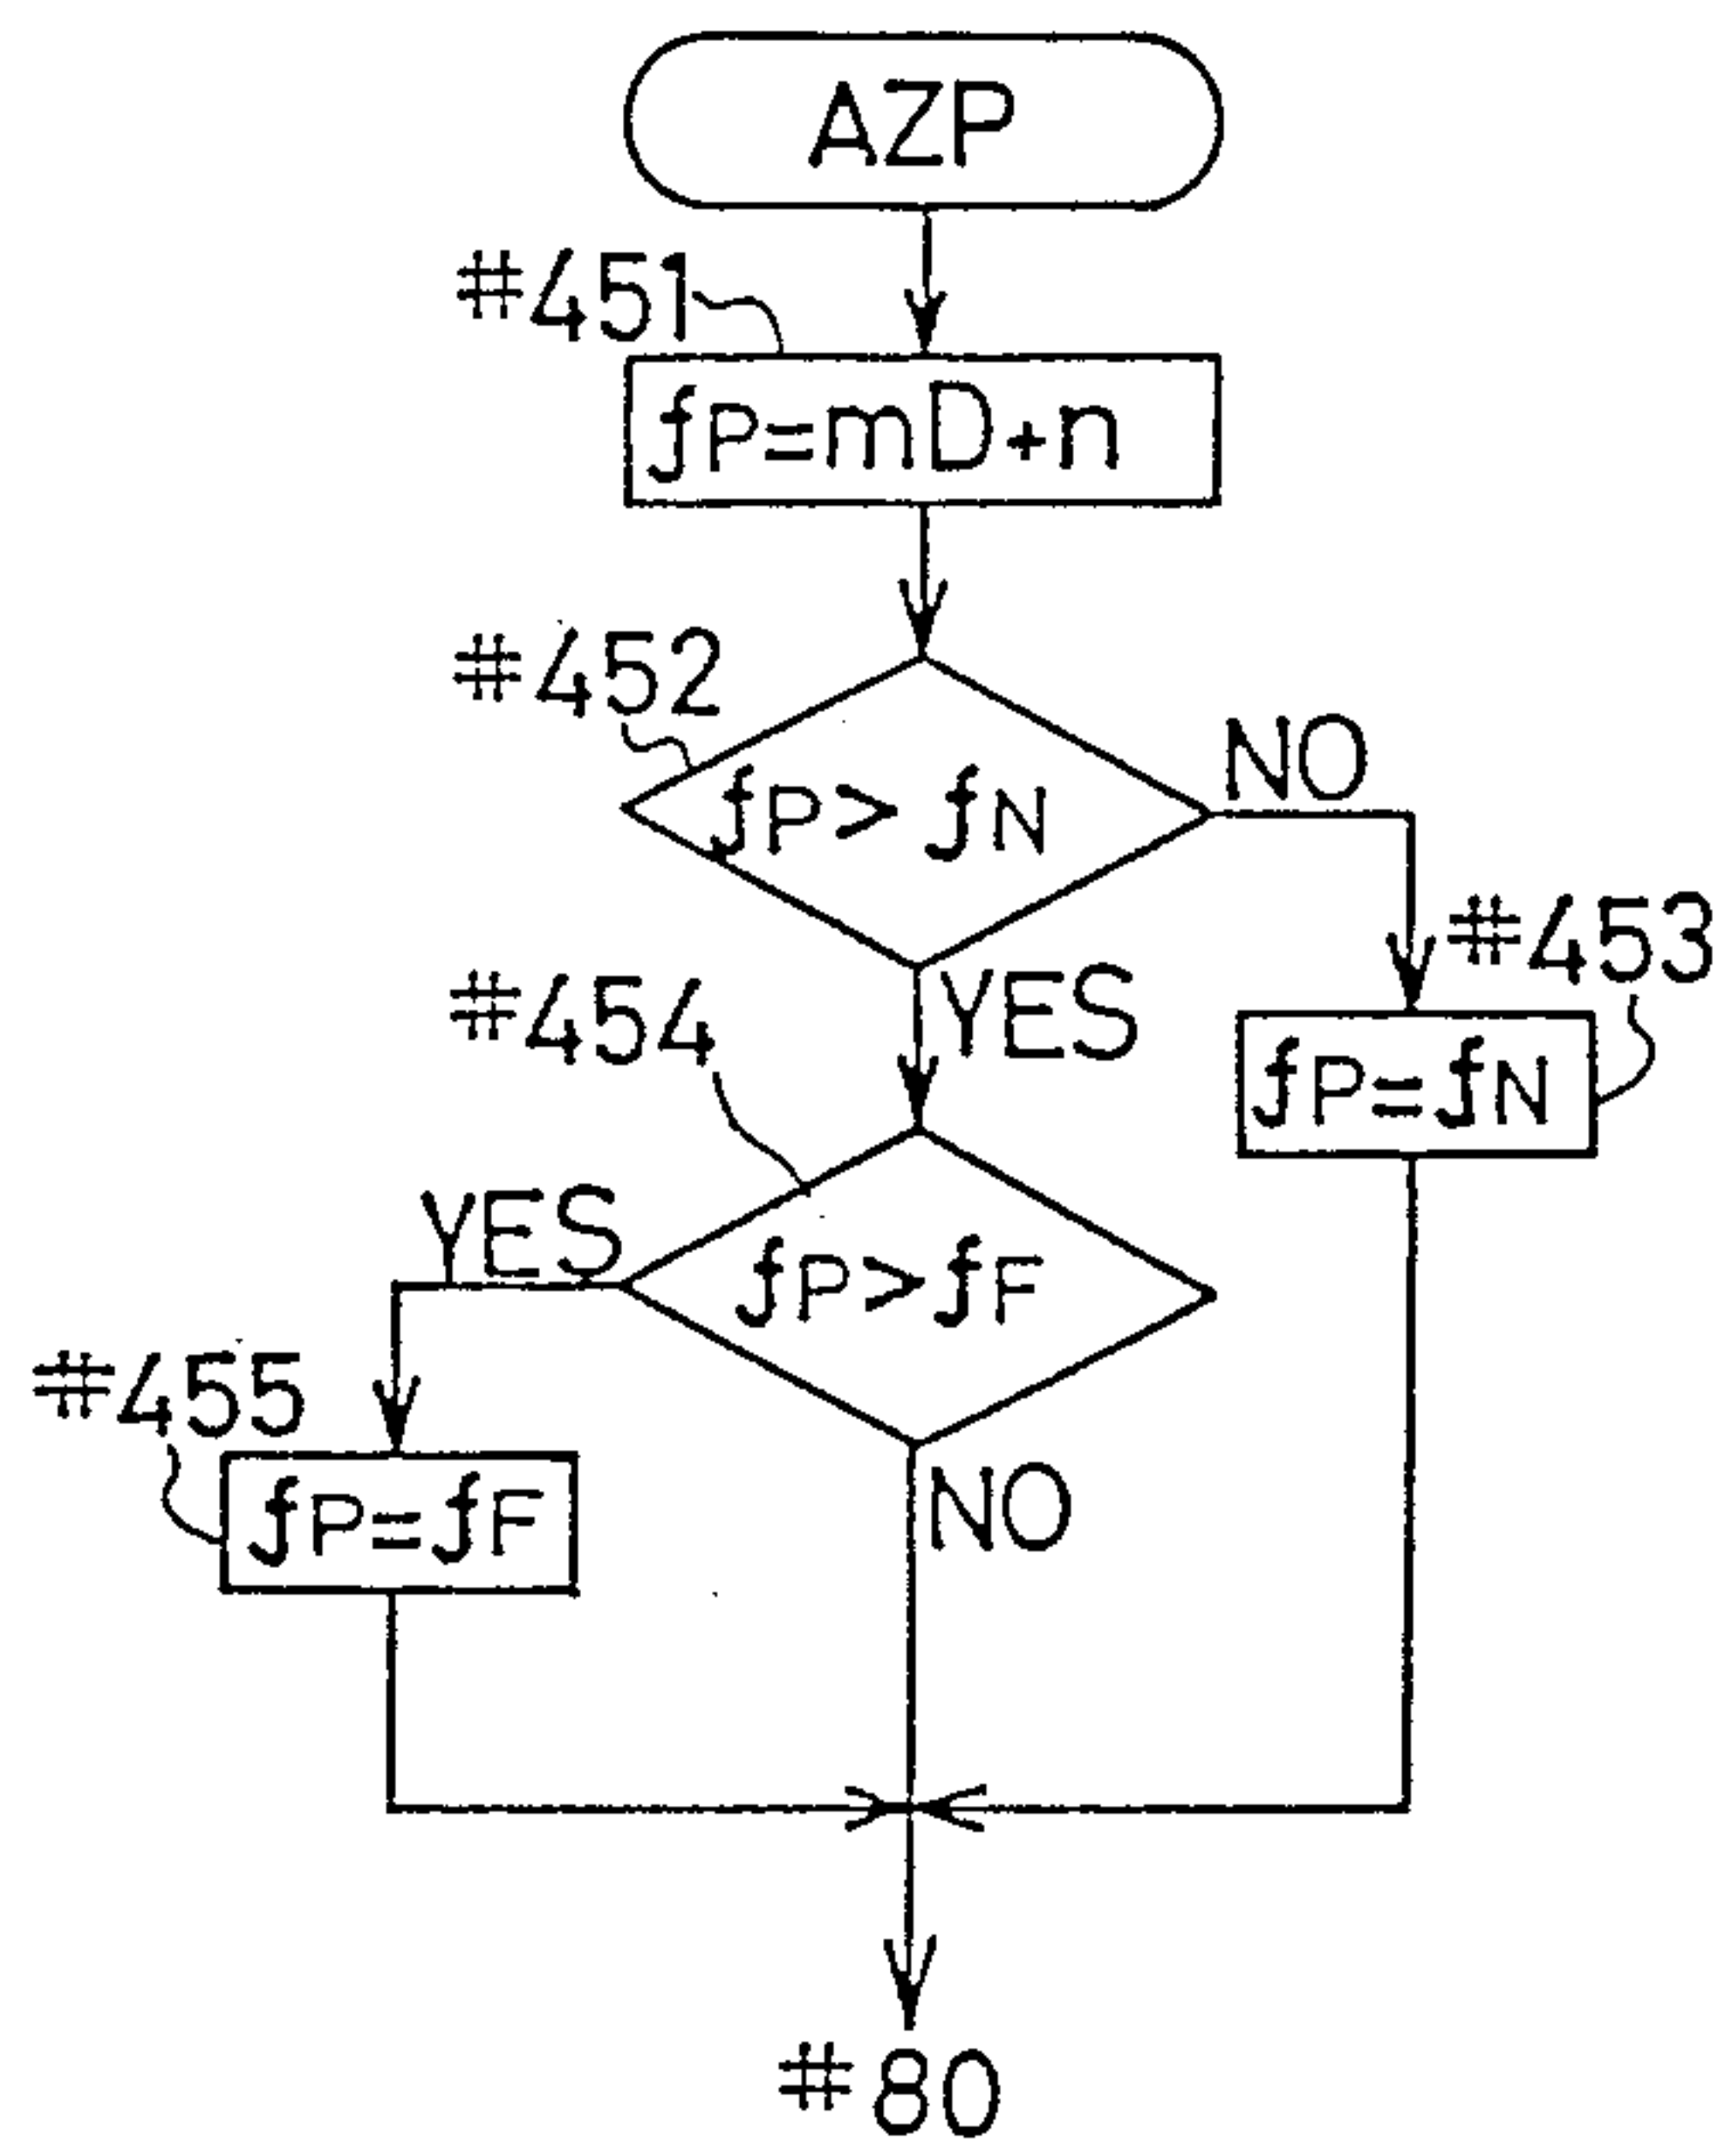 AZP
#451
fP=mD+n
#452
fP>fN
NO
#453
fP=fN
YES
#454
fP>fF
YES
#455
fP=fF
NO
#80